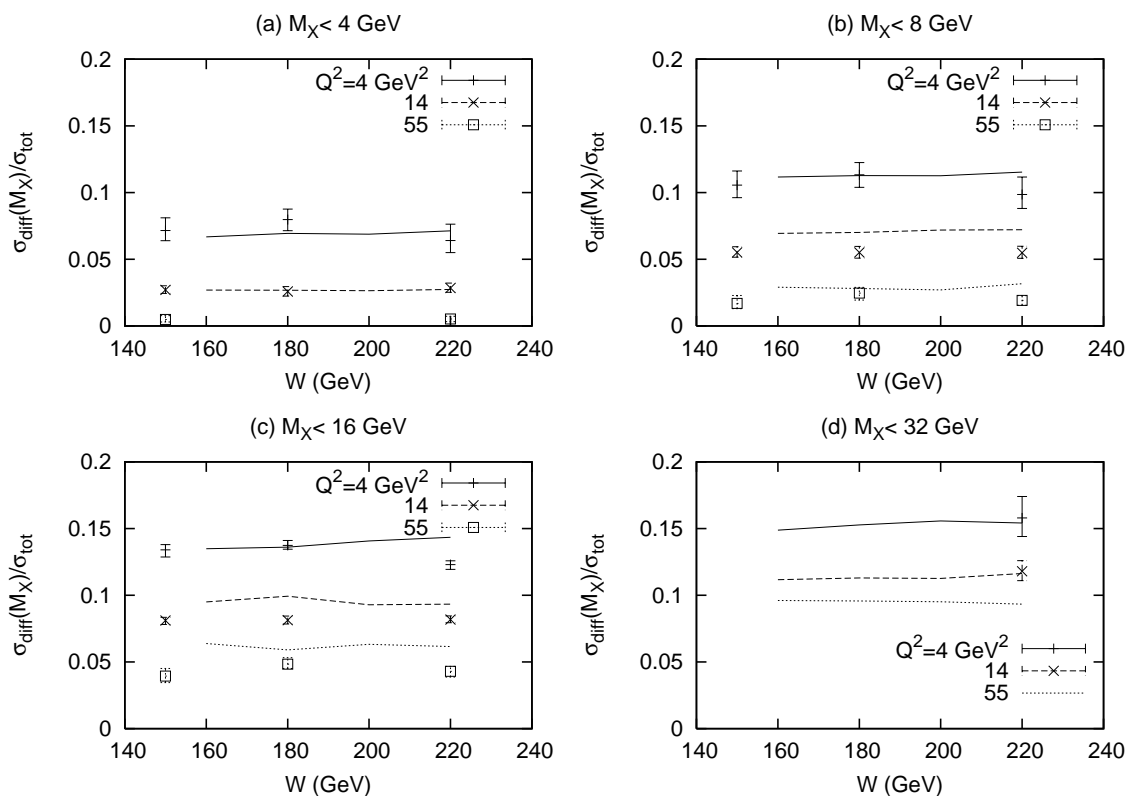 (a) M_X< 4 GeV
σ_diff(M_X)/σ_tot
0.2
0.15
0.1
0.05
0
Q^2=4 GeV^2
14
55
140 160 180 200 220 240
W (GeV)
(b) M_X< 8 GeV
σ_diff(M_X)/σ_tot
0.2
0.15
0.1
0.05
0
Q^2=4 GeV^2
14
55
140 160 180 200 220 240
W (GeV)
(c) M_X< 16 GeV
σ_diff(M_X)/σ_tot
0.2
0.15
0.1
0.05
0
Q^2=4 GeV^2
14
55
140 160 180 200 220 240
W (GeV)
(d) M_X< 32 GeV
σ_diff(M_X)/σ_tot
0.2
0.15
0.1
0.05
0
Q^2=4 GeV^2
14
55
140 160 180 200 220 240
W (GeV)